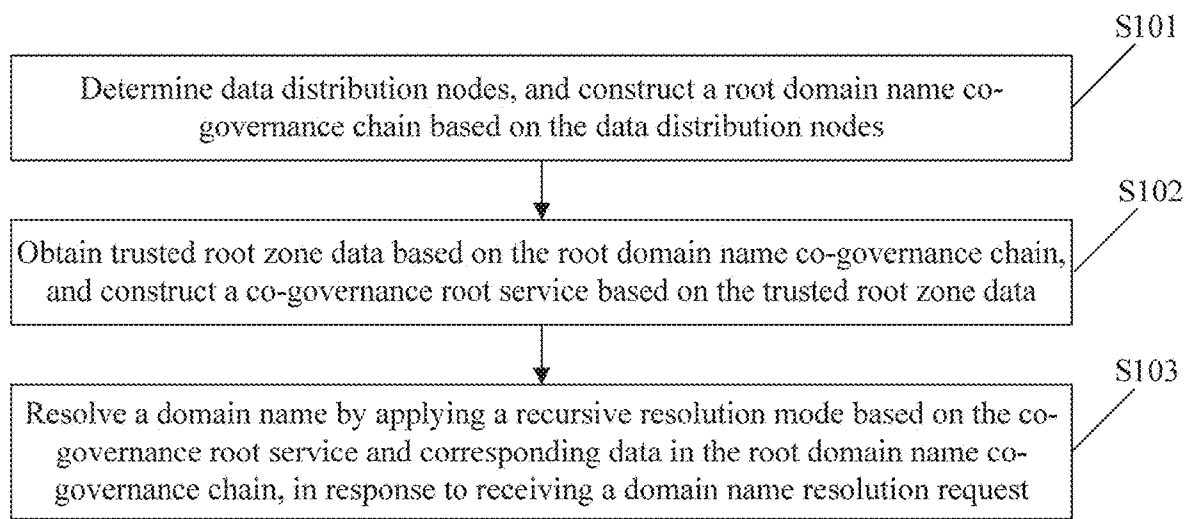 S101
Determine data distribution nodes, and construct a root domain name co-
governance chain based on the data distribution nodes
S102
Obtain trusted root zone data based on the root domain name co-governance chain,
and construct a co-governance root service based on the trusted root zone data
S103
Resolve a domain name by applying a recursive resolution mode based on the co-
governance root service and corresponding data in the root domain name co-
governance chain, in response to receiving a domain name resolution request